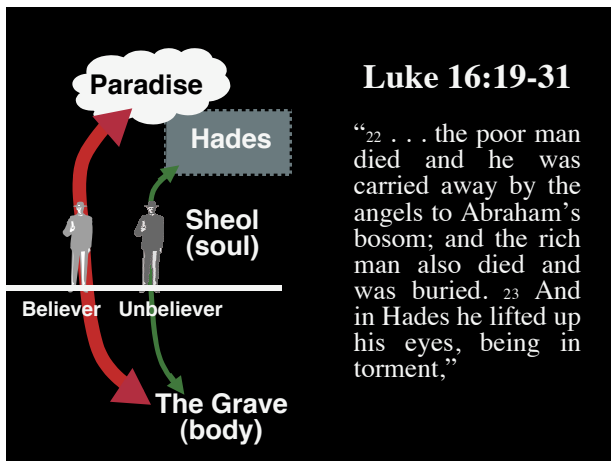 Paradise
Hades
Sheol
(soul)
Believer
Unbeliever
The Grave
(body)
Luke 16:19-31
“22 . . . the poor man
died and he was
carried away by the
angels to Abraham’s
bosom; and the rich
man also died and
was buried. 23 And
in Hades he lifted up
his eyes, being in
torment,”